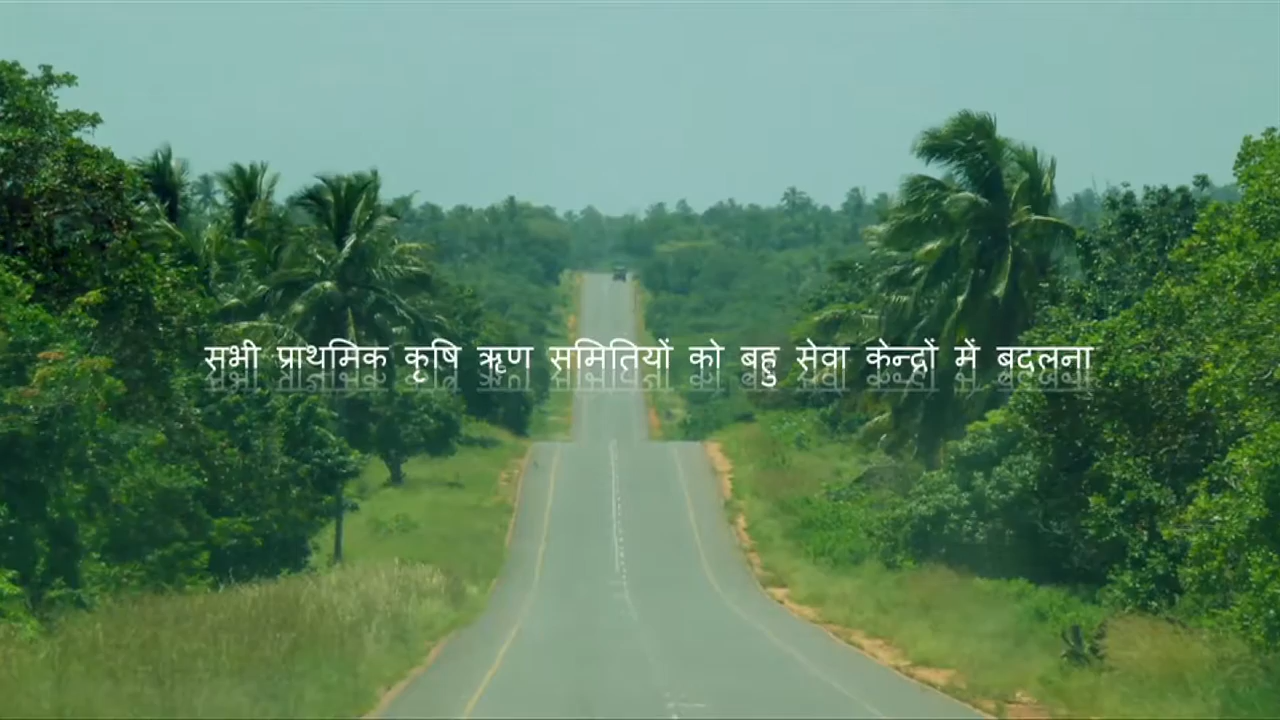 सभी प्राथमिक कृषि ऋण समितियों को बहु सेवा केन्द्रों में बदलना